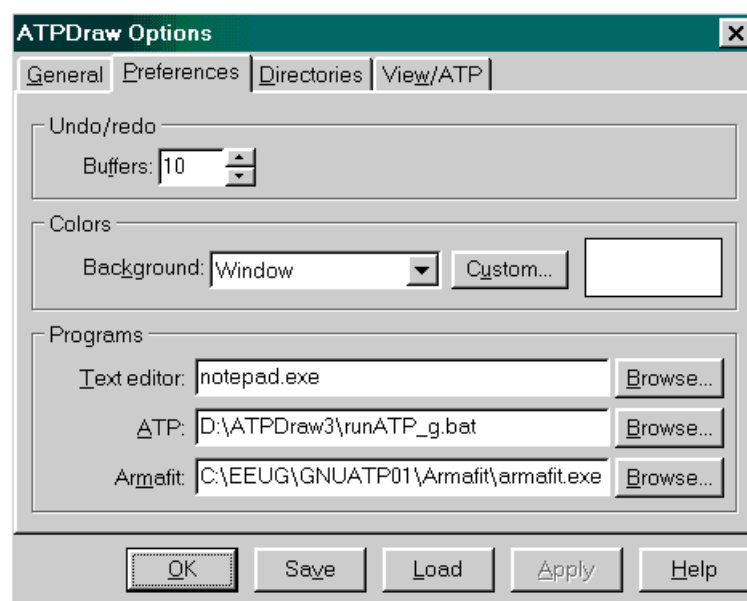 ATPDraw Options
General Preferences Directories View/ATP
Undo/redo
Buffers: 10
Colors
Background: Window Custom...
Programs
Text editor: notepad.exe Browse...
ATP: D:\ATPDraw3\runATP_g.bat Browse...
Armafit: C:\EEUG\GNUATP01\Armafit\armafit.exe Browse...
OK Save Load Apply Help